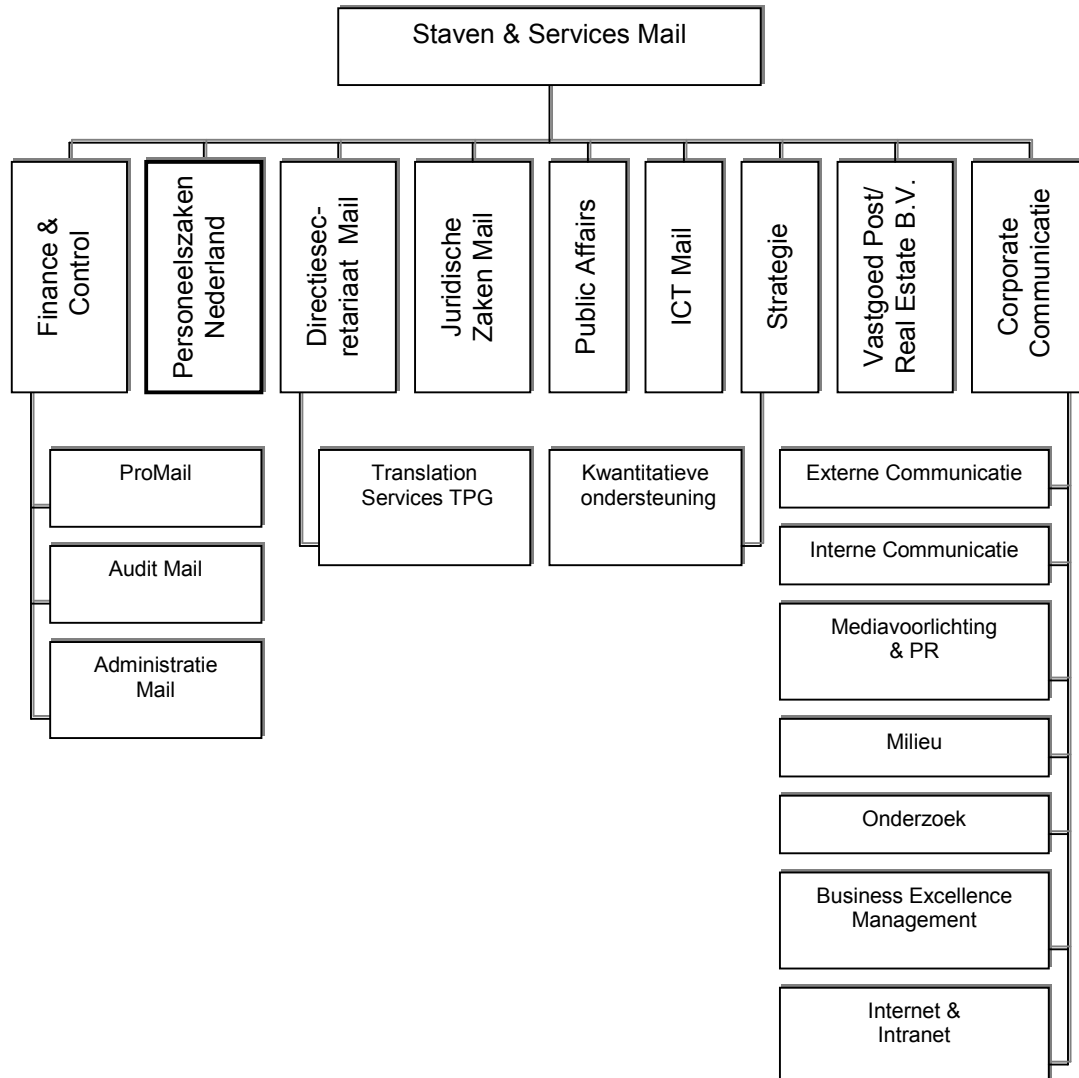 Staven & Services Mail
Finance &
Control
Personeelszaken
Nederland
Directiesec-
retariaat Mail
Juridische
Zaken Mail
Public Affairs
ICT Mail
Strategie
Vastgoed Post/
Real Estate B.V.
Corporate
Communicatie
ProMail
Audit Mail
Administratie
Mail
Translation
Services TPG
Kwantitatieve
ondersteuning
Externe Communicatie
Interne Communicatie
Mediavoorlichting
& PR
Milieu
Onderzoek
Business Excellence
Management
Internet &
Intranet